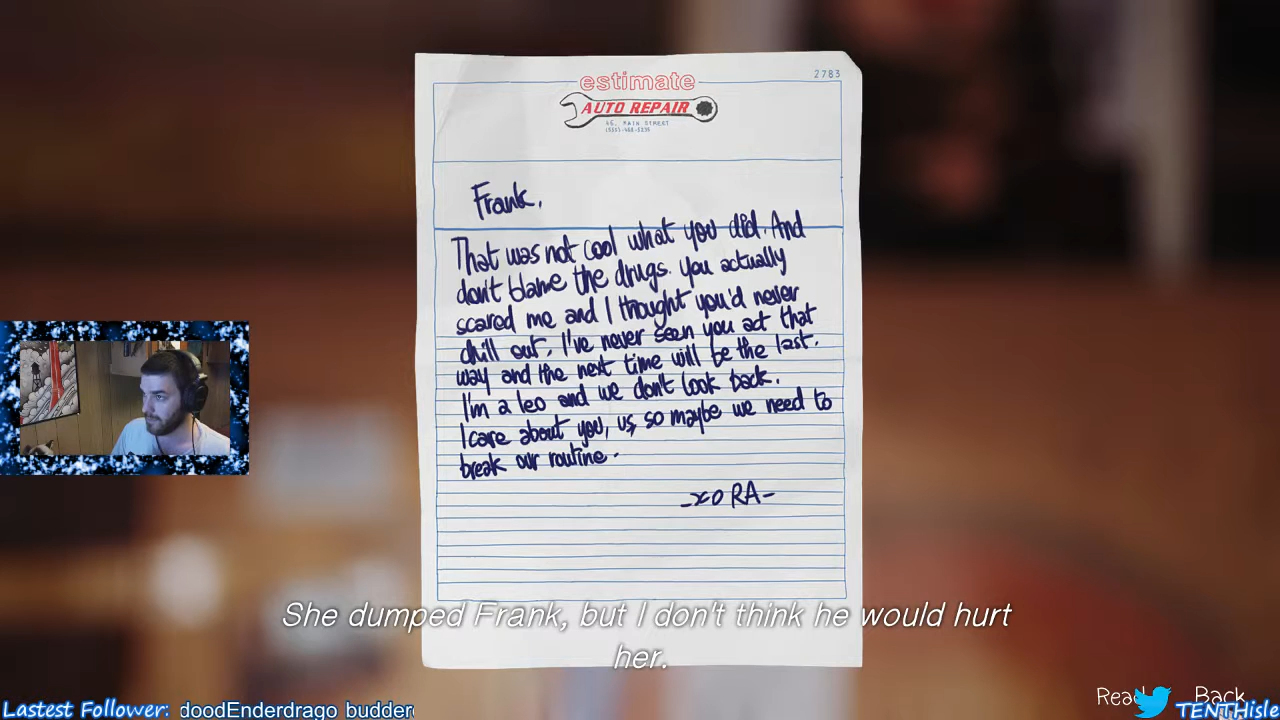 estimate
2783
AUTO REPAIR
Frank,
That was not cool what you did. And
don't blame the drugs. You actually
scared me and I thought you'd never
chill out. I've never seen you act that
way and the next time will be the last.
I'm a leo and we don't look back.
I care about you, us, so maybe we need to
break our routine.
-xo RA-
She dumped Frank, but I don't think he would hurt
her.
Back
Lastest Follower: doodEnderdrago_budder
TENTHisle